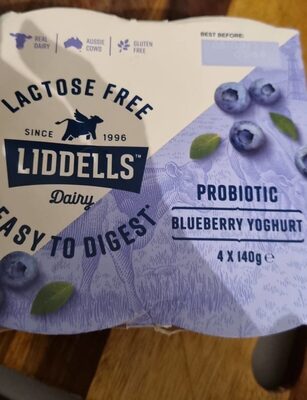 REAL DAIRY
AUSSIE COWS
GLUTEN FREE
BEST BEFORE:
LACTOSE FREE
SINCE 1996
LIDDELLS™
Dairy
EASY TO DIGEST*
PROBIOTIC
BLUEBERRY YOGHURT
4 X 140g e